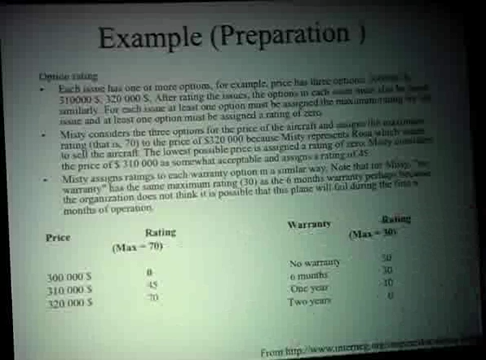 Example (Preparation )
Option rating
• Each issue has one or more options, for example, price has three options:
310000 $, 320 000 $. After rating the issues, the options in each issue must also be
similarly. For each issue at least one option must be assigned the maximum rating
issue and at least one option must be assigned a rating of zero.
• Misty considers the three options for the price of the aircraft and assigns the maximum
rating (that is, 70) to the price of $320 000 because Misty represents Rosa which
to sell the aircraft. The lowest possible price is assigned a rating of zero. Misty considers
the price of $ 310 000 as somewhat acceptable and assigns a rating of 45.
• Misty assigns ratings to each warranty option in a similar way. Note that for Misty, "no
warranty" has the same maximum rating (30) as the 6 months warranty perhaps because
the organization does not think it is possible that this plane will fail during the first
months of operation.
Price Rating
(Max = 70)
300 000 $ 0
310 000 $ 45
320 000 $ 70
Warranty Rating
(Max = 30)
No warranty 30
6 months 30
One year 10
Two years 0
From http://www.interneg.org/